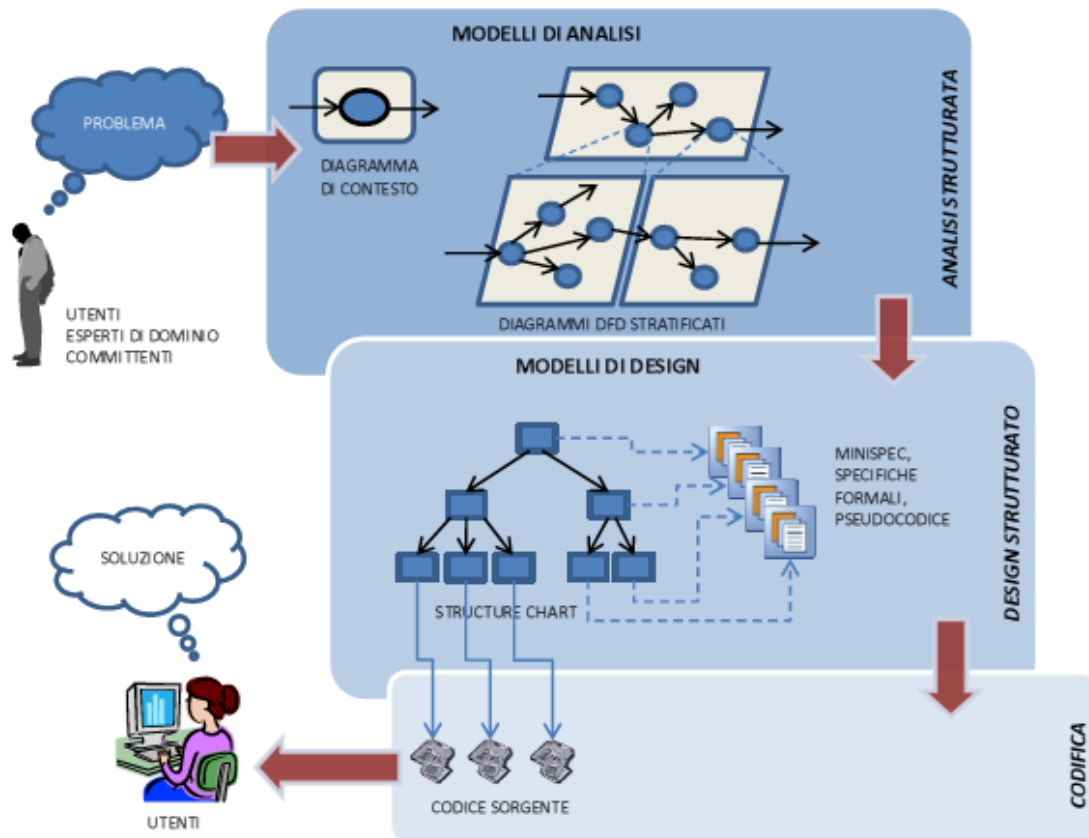 MODELLI DI ANALISI
PROBLEMA
DIAGRAMMA
DI CONTESTO
ANALISI STRUTTURATA
UTENTI
ESPERTI DI DOMINIO
COMMITTENTI
DIAGRAMMI DFD STRATIFICATI
MODELLI DI DESIGN
MINISPEC,
SPECIFICHE
FORMALI,
PSEUDOCODICE
DESIGN STRUTTURATO
SOLUZIONE
STRUCTURE CHART
CODICE SORGENTE
UTENTI
CODIFICA